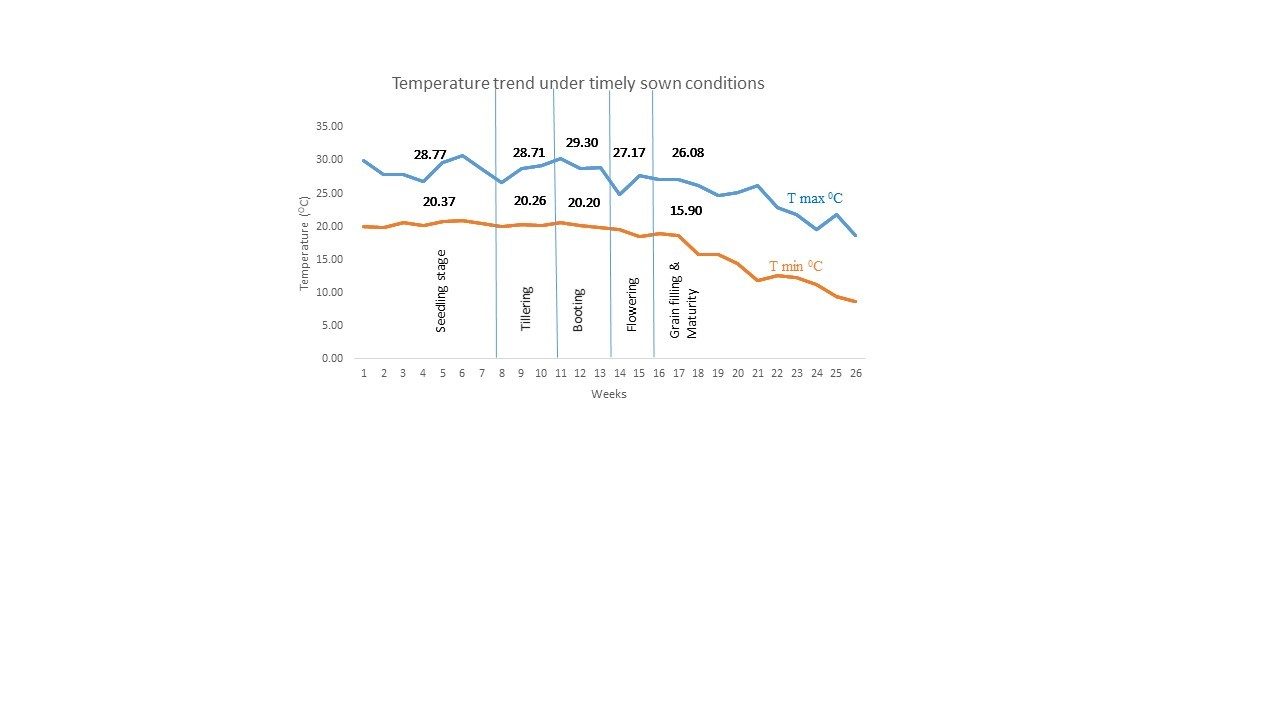 Temperature trend under timely sown conditions
35.00
30.00
25.00
20.00
15.00
10.00
5.00
0.00
Temperature (⁰C)
28.77
28.71
29.30
27.17
26.08
20.37
20.26
20.20
15.90
T max ⁰C
T min ⁰C
Seedling stage
Tillering
Booting
Flowering
Grain filling &
Maturity
1 2 3 4 5 6 7 8 9 10 11 12 13 14 15 16 17 18 19 20 21 22 23 24 25 26
Weeks